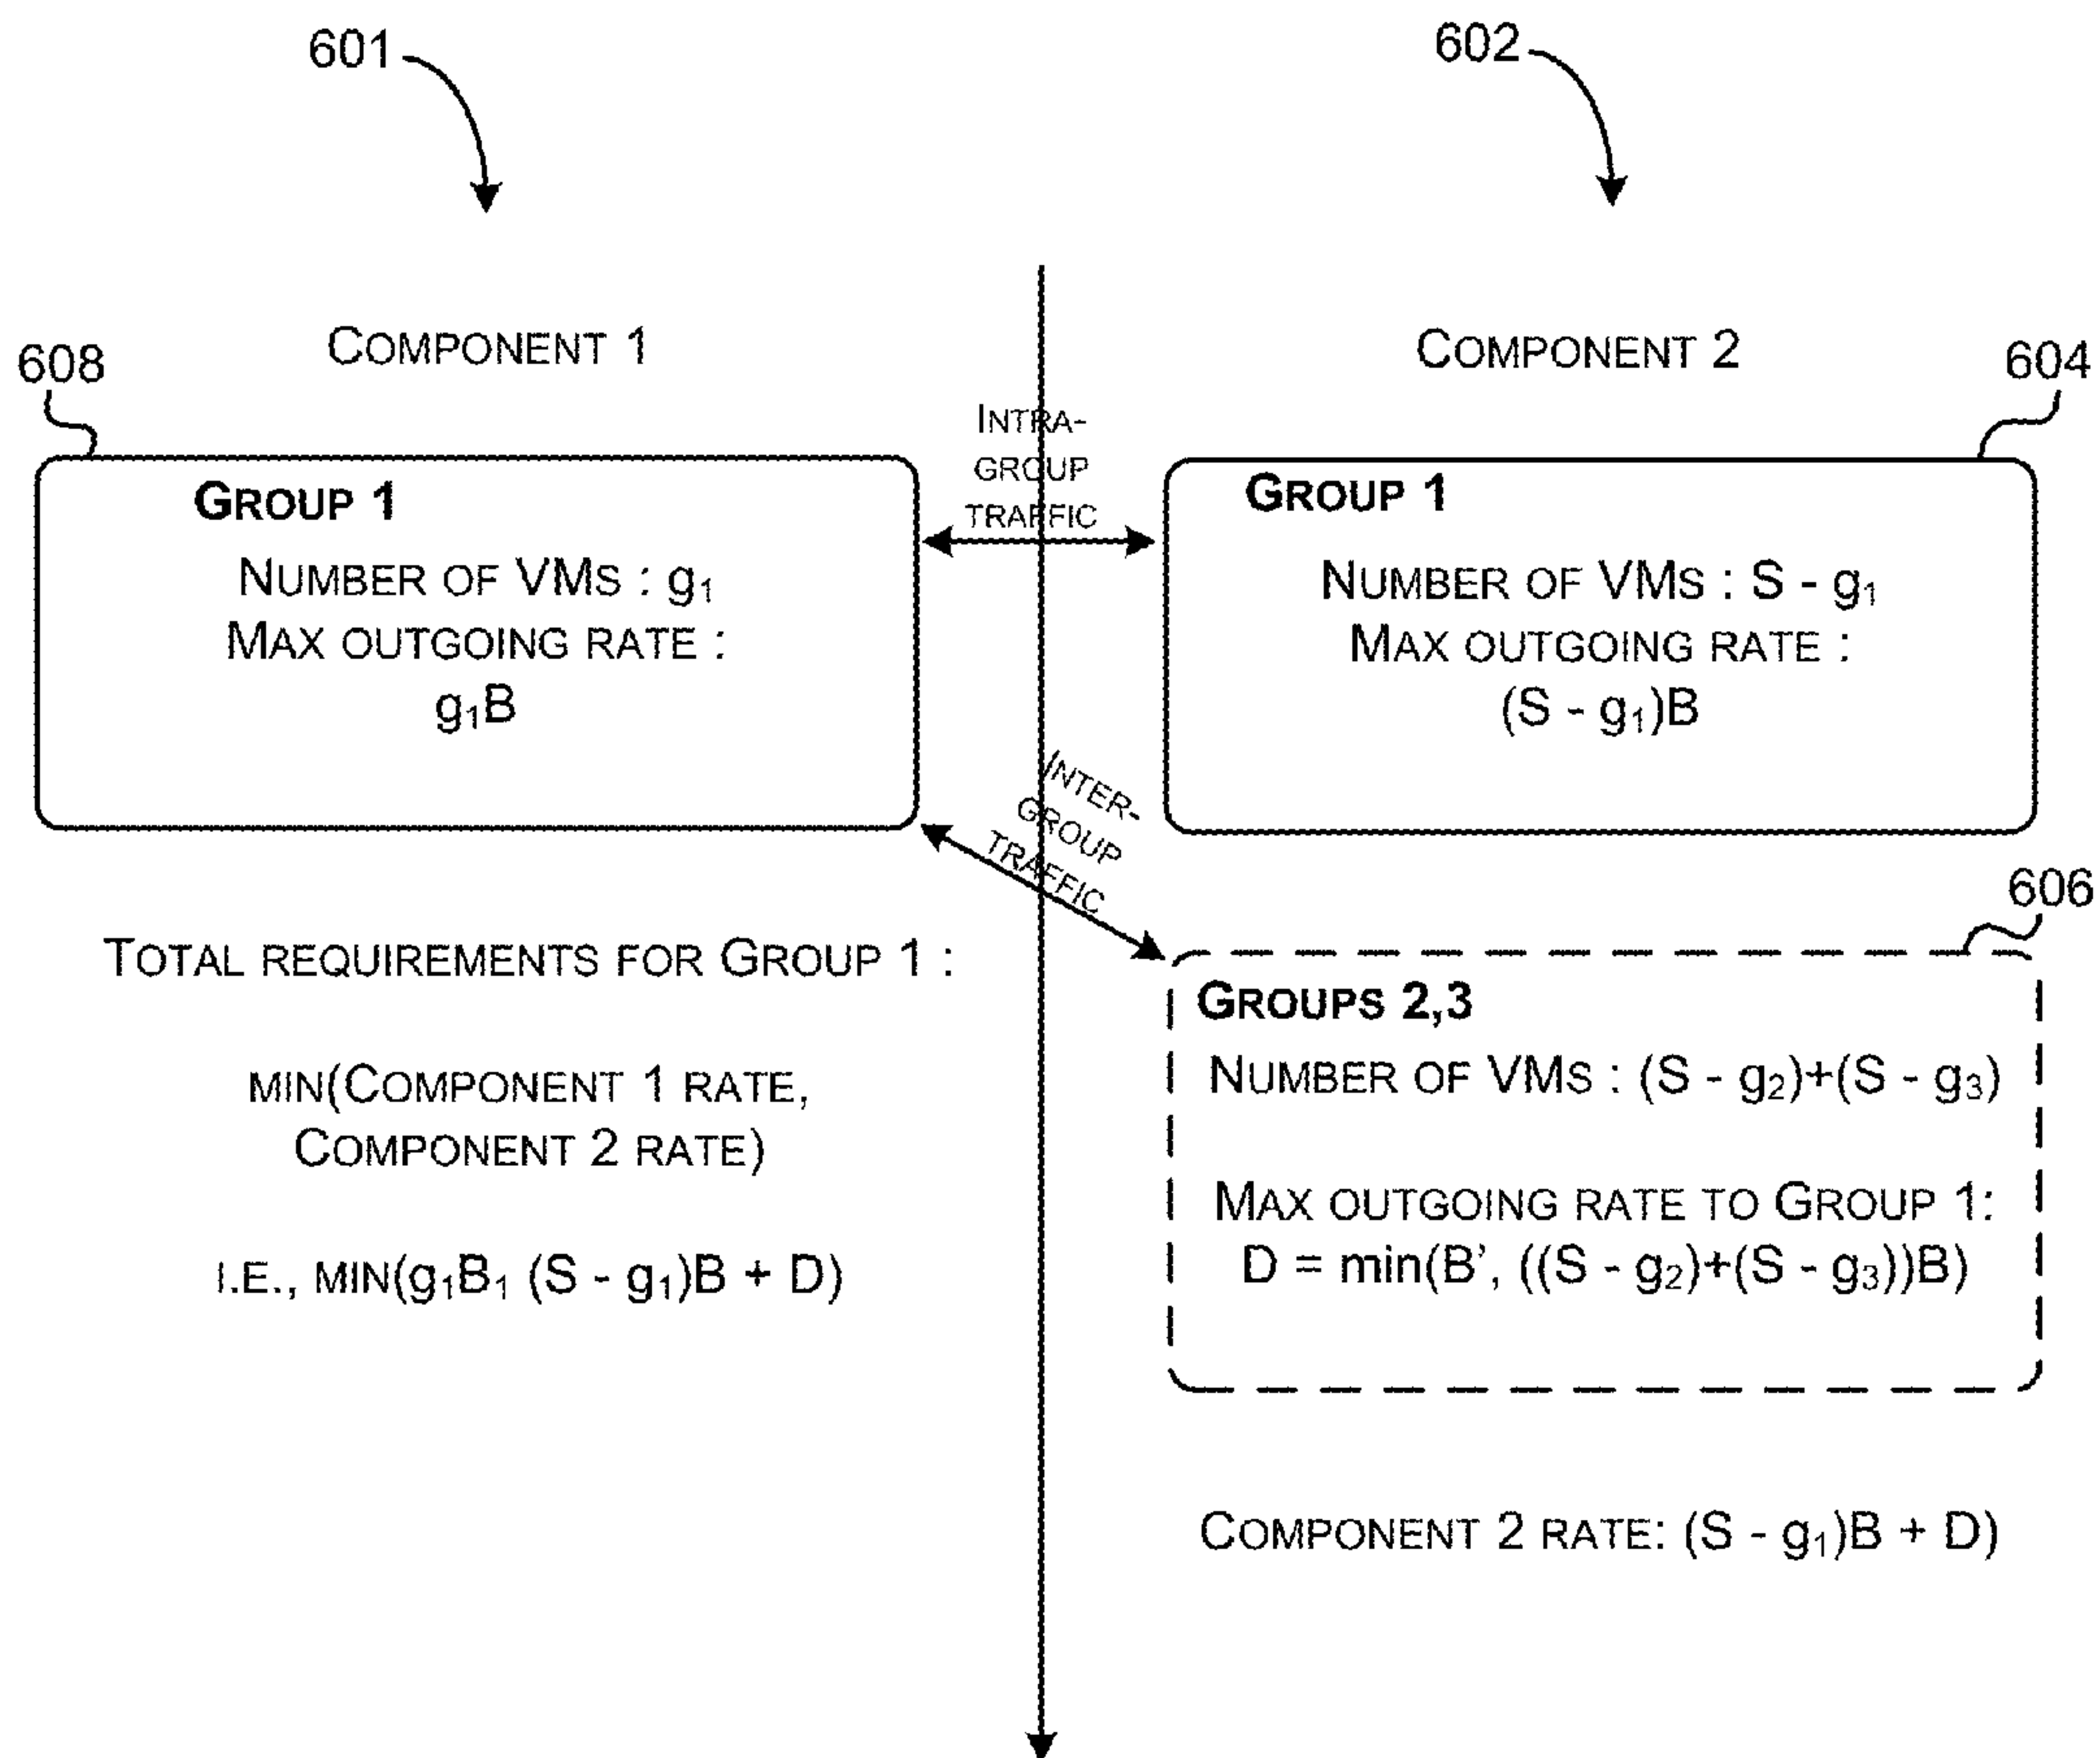 601
602
COMPONENT 1
COMPONENT 2
608
604
INTRA-
GROUP
TRAFFIC
GROUP 1
NUMBER OF VMS : g₁
MAX OUTGOING RATE :
g₁B
GROUP 1
NUMBER OF VMS : S - g₁
MAX OUTGOING RATE :
(S - g₁)B
INTER-
GROUP
TRAFFIC
606
TOTAL REQUIREMENTS FOR GROUP 1 :
MIN(COMPONENT 1 RATE,
COMPONENT 2 RATE)
I.E., MIN(g₁B₁ (S - g₁)B + D)
GROUPS 2,3
NUMBER OF VMS : (S - g₂)+(S - g₃)
MAX OUTGOING RATE TO GROUP 1:
D = min(B’, ((S - g₂)+(S - g₃))B)
COMPONENT 2 RATE: (S - g₁)B + D)